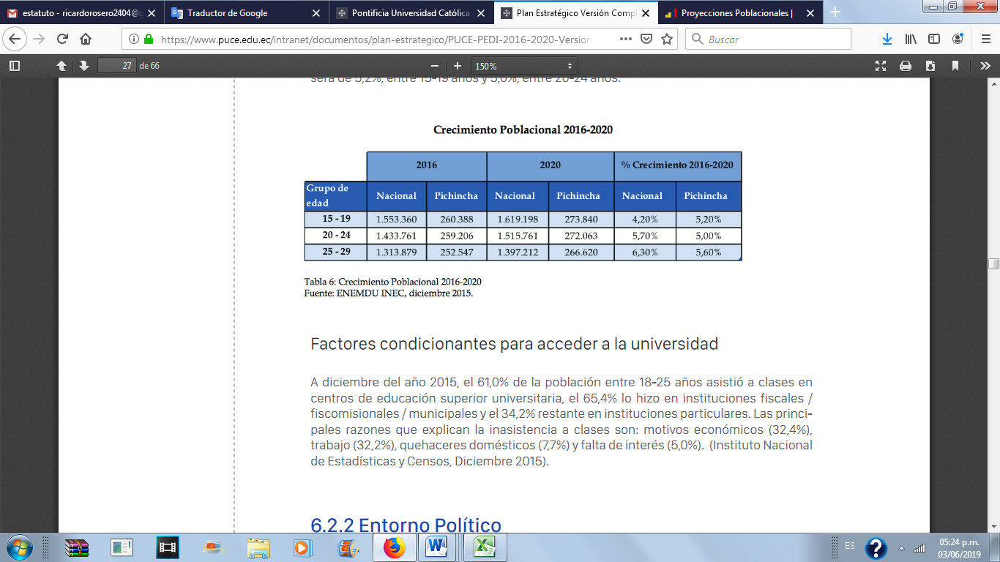 estatuto - ricardorosero2404@g
Traductor de Google
Pontificia Universidad Católica
Plan Estratégico Versión Compl
Proyecciones Poblacionales |
https://www.puce.edu.ec/intranet/documentos/plan-estrategico/PUCE-PEDI-2016-2020-Version
Buscar
27 de 66
150%
será de 5,2%, entre 15-19 años y 5,0%, entre 20-24 años.
Crecimiento Poblacional 2016-2020
2016 2020 % Crecimiento 2016-2020
Grupo de edad Nacional Pichincha Nacional Pichincha Nacional Pichincha
15 - 19 1.553.360 260.388 1.619.198 273.840 4,20% 5,20%
20 - 24 1.433.761 259.206 1.515.761 272.063 5,70% 5,00%
25 - 29 1.313.879 252.547 1.397.212 266.620 6,30% 5,60%
Tabla 6: Crecimiento Poblacional 2016-2020
Fuente: ENEMDU INEC, diciembre 2015.
Factores condicionantes para acceder a la universidad
A diciembre del año 2015, el 61,0% de la población entre 18-25 años asistió a clases en
centros de educación superior universitaria, el 65,4% lo hizo en instituciones fiscales /
fiscomisionales / municipales y el 34,2% restante en instituciones particulares. Las princi-
pales razones que explican la inasistencia a clases son: motivos económicos (32,4%),
trabajo (32,2%), quehaceres domésticos (7,7%) y falta de interés (5,0%). (Instituto Nacional
de Estadísticas y Censos, Diciembre 2015).
6.2.2 Entorno Político
ES
05:24 p.m.
03/06/2019